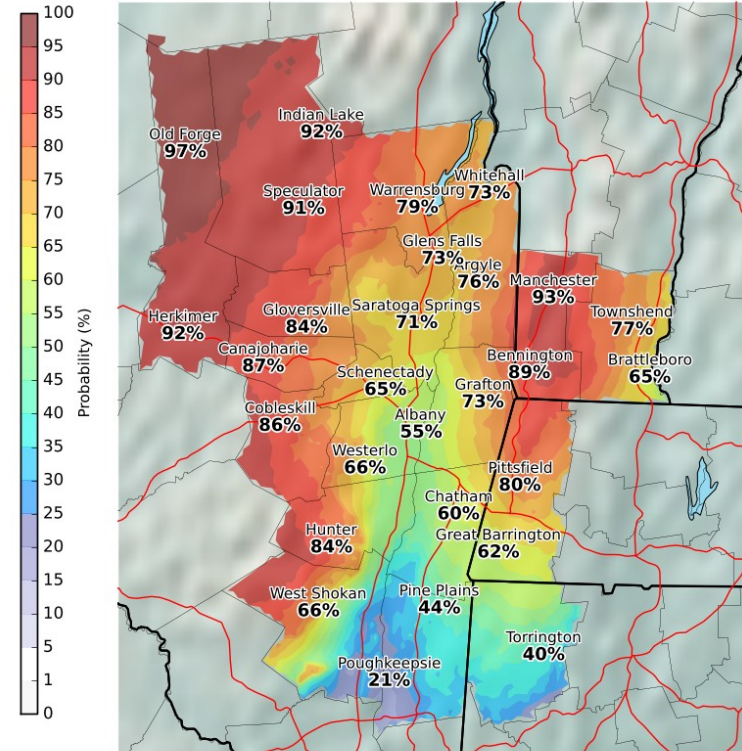 100
95
90
85
80
75
70
65
60
55
50
45
40
35
30
25
20
15
10
5
1
0
Probability (%)
Indian Lake
92%
Old Forge
97%
Whitehall
73%
Speculator
91%
Warrensburg
79%
Glens Falls
73%
Argyle
76%
Manchester
93%
Gloversville
84%
Saratoga Springs
71%
Herkimer
92%
Townshend
77%
Canajoharie
87%
Bennington
89%
Brattleboro
65%
Schenectady
65%
Grafton
73%
Cobleskill
86%
Albany
55%
Westerlo
66%
Pittsfield
80%
Chatham
60%
Hunter
84%
Great Barrington
62%
West Shokan
66%
Pine Plains
44%
Torrington
40%
Poughkeepsie
21%